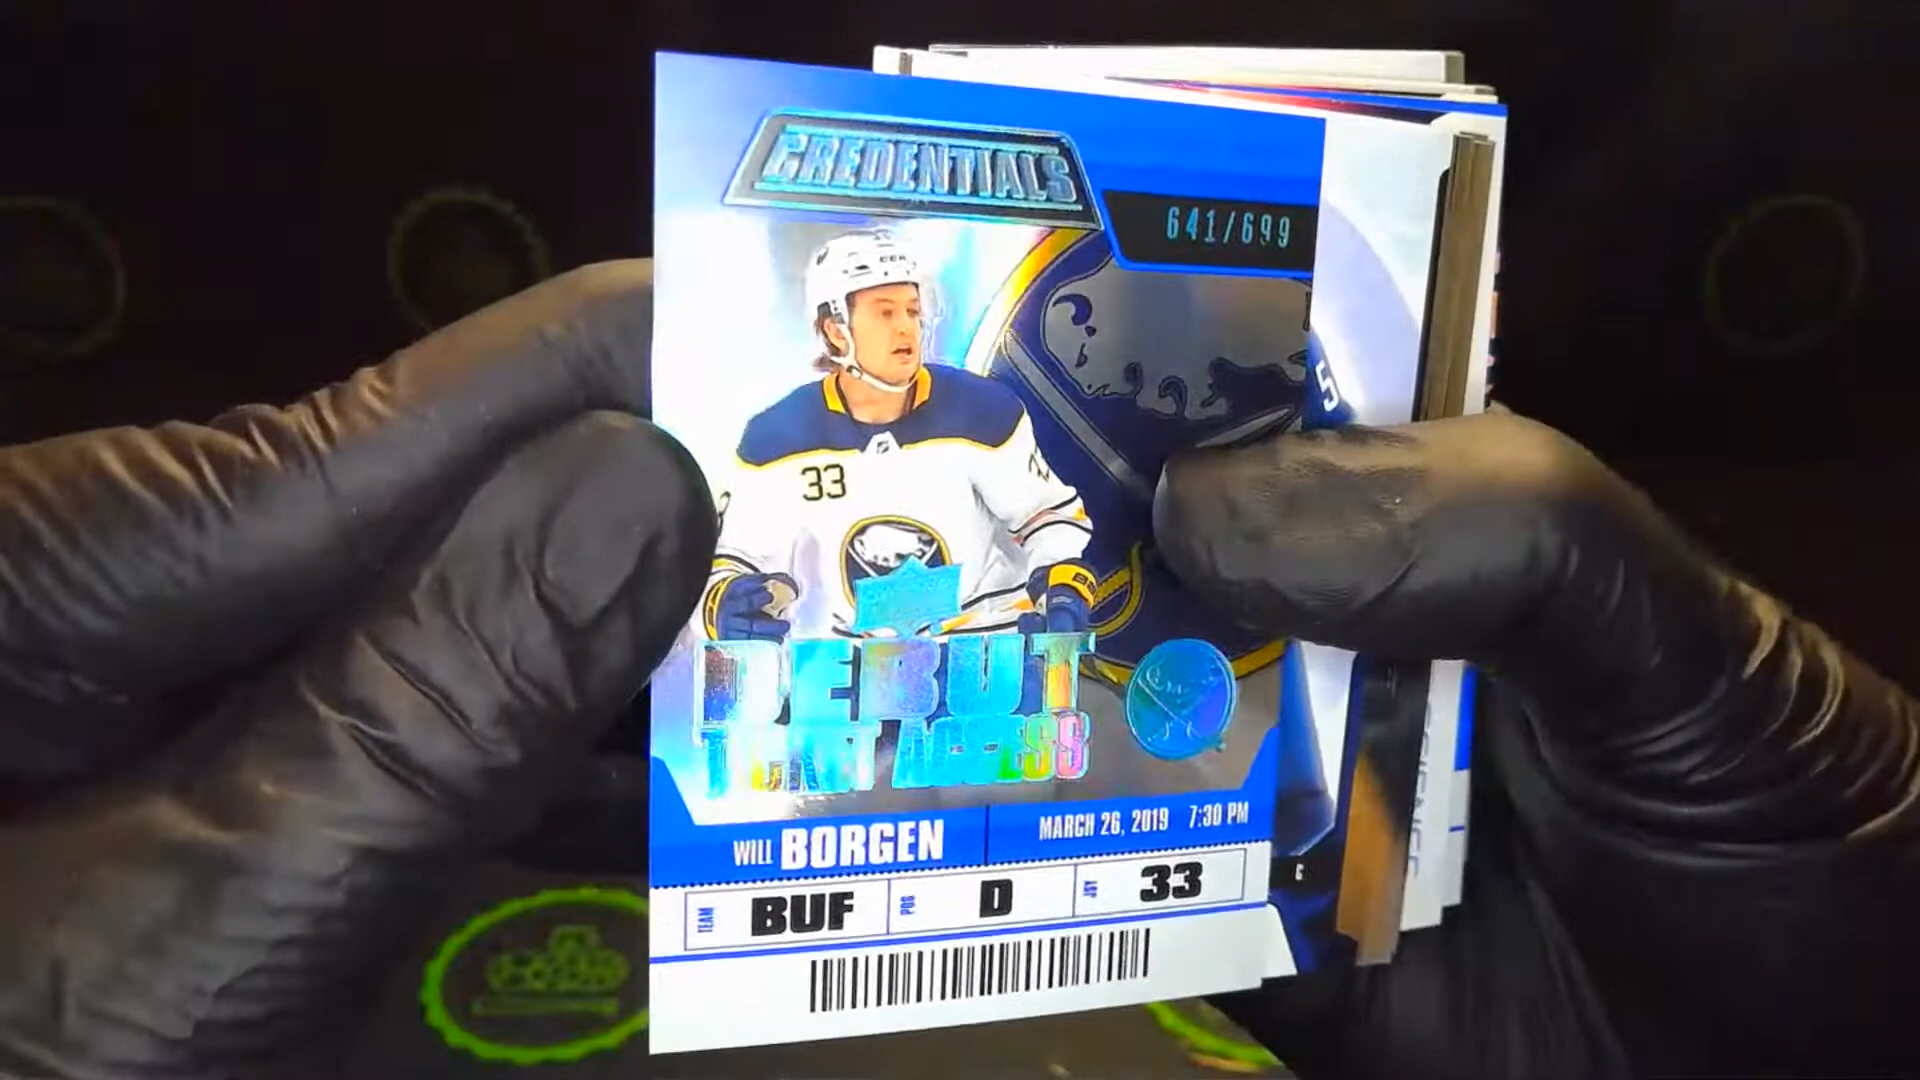 CREDENTIALS
641/699
33
DEBUT
TICKET ACCESS
WILL BORGEN
MARCH 26, 2019 7:30 PM
TEAM BUF POS D JSY 33
C